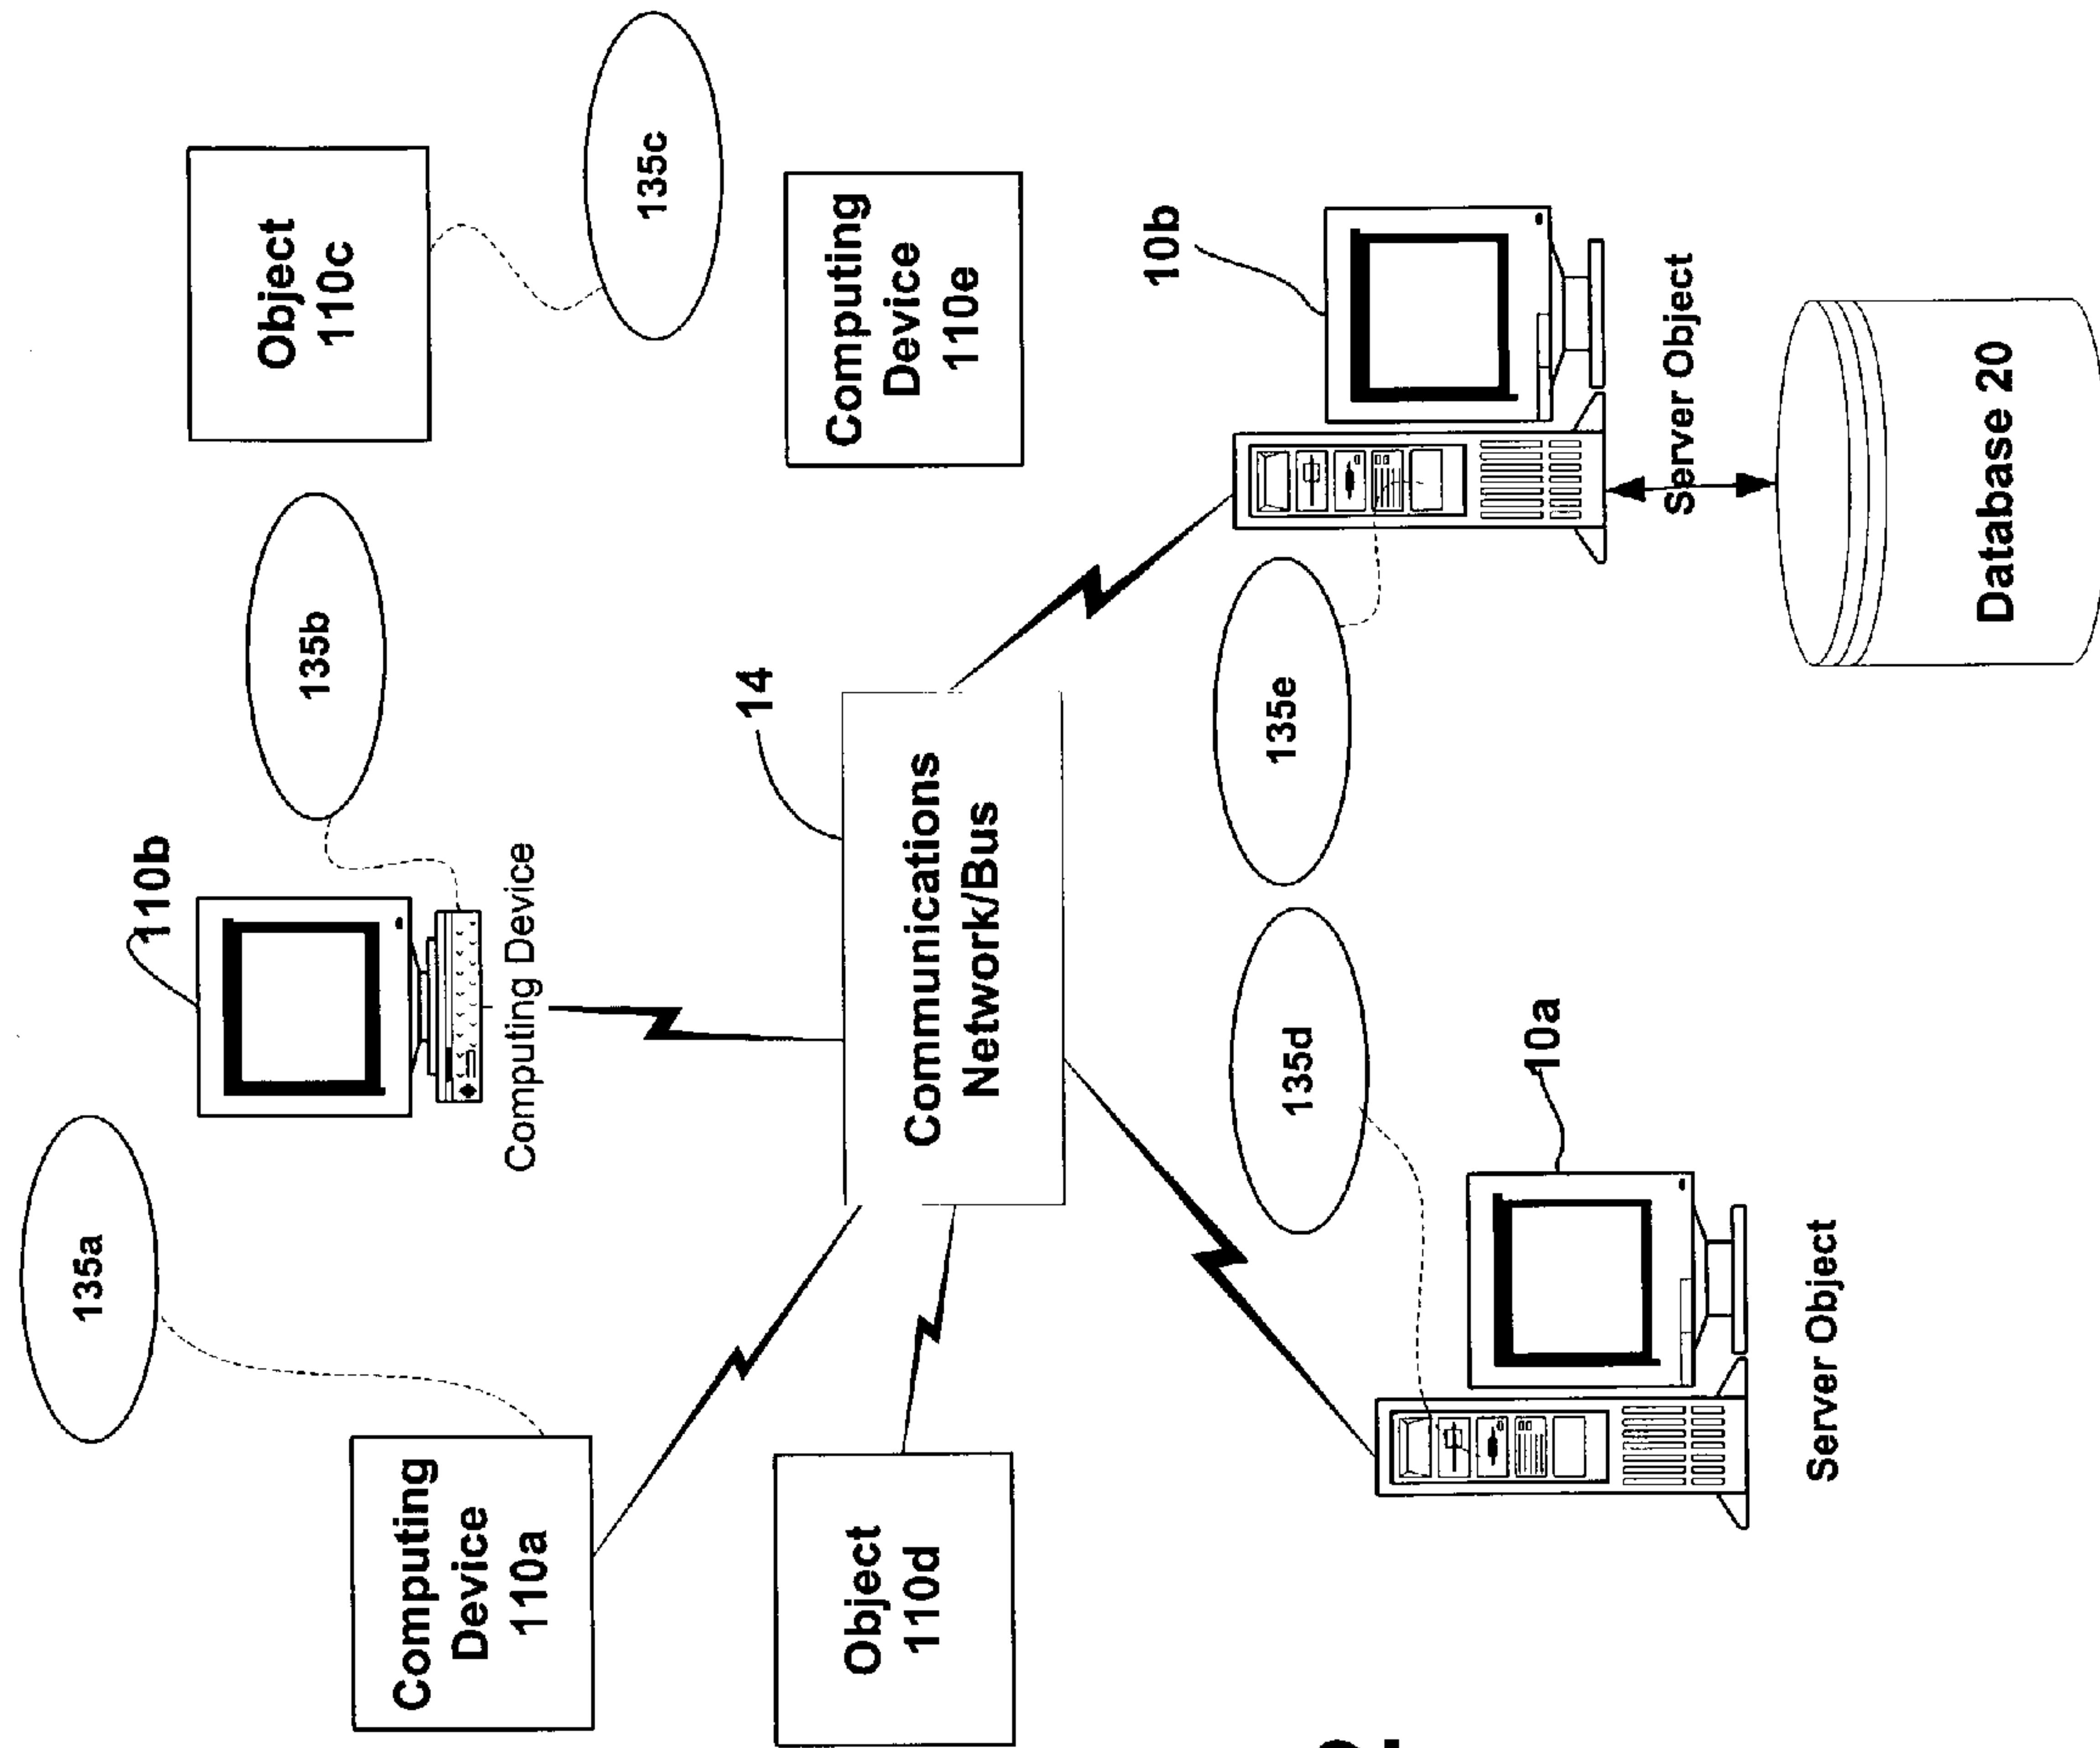 135a
110b
135b
Object
110c
135c
Computing
Device
110a
Computing Device
Computing
Device
110e
14
Object
110d
Communications
Network/Bus
10b
135d
135e
10a
Server Object
Server Object
Database 20